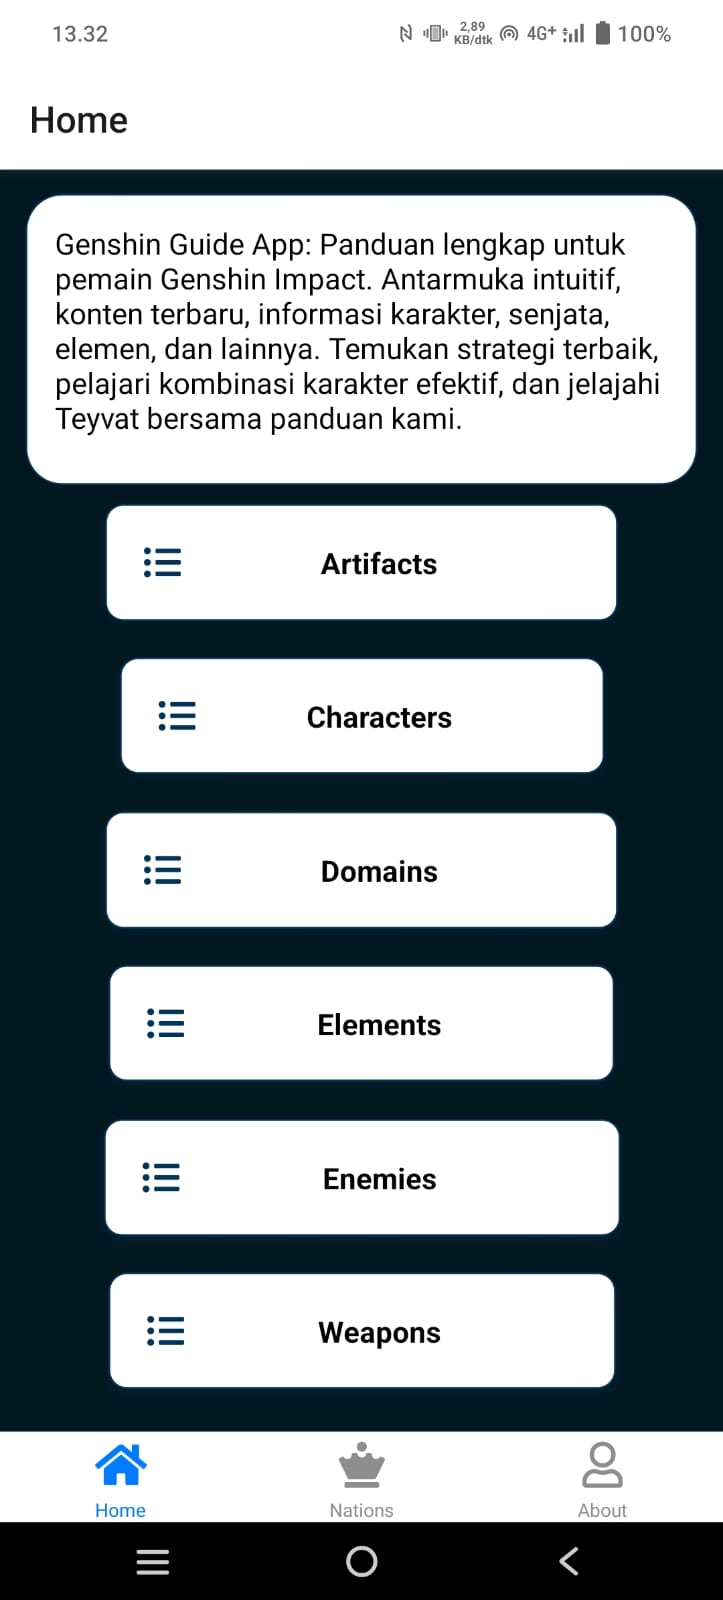 13.32
2,89
KB/dtk
4G+
100%
Home
Genshin Guide App: Panduan lengkap untuk
pemain Genshin Impact. Antarmuka intuitif,
konten terbaru, informasi karakter, senjata,
elemen, dan lainnya. Temukan strategi terbaik,
pelajari kombinasi karakter efektif, dan jelajahi
Teyvat bersama panduan kami.
Artifacts
Characters
Domains
Elements
Enemies
Weapons
Home
Nations
About